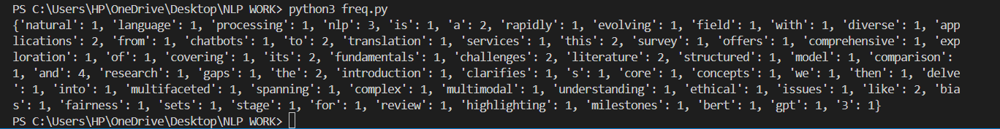 PS C:\Users\HP\OneDrive\Desktop\NLP WORK> python3 freq.py
{'natural': 1, 'language': 1, 'processing': 1, 'nlp': 3, 'is': 1, 'a': 2, 'rapidly': 1, 'evolving': 1, 'field': 1, 'with': 1, 'diverse': 1, 'app
lications': 2, 'from': 1, 'chatbots': 1, 'to': 2, 'translation': 1, 'services': 1, 'this': 2, 'survey': 1, 'offers': 1, 'comprehensive': 1, 'exp
loration': 1, 'of': 1, 'covering': 1, 'its': 2, 'fundamentals': 1, 'challenges': 2, 'literature': 2, 'structured': 1, 'model': 1, 'comparison':
1, 'and': 4, 'research': 1, 'gaps': 1, 'the': 2, 'introduction': 1, 'clarifies': 1, 's': 1, 'core': 1, 'concepts': 1, 'we': 1, 'then': 1, 'delve
': 1, 'into': 1, 'multifaceted': 1, 'spanning': 1, 'complex': 1, 'multimodal': 1, 'understanding': 1, 'ethical': 1, 'issues': 1, 'like': 2, 'bia
s': 1, 'fairness': 1, 'sets': 1, 'stage': 1, 'for': 1, 'review': 1, 'highlighting': 1, 'milestones': 1, 'bert': 1, 'gpt': 1, '3': 1}
PS C:\Users\HP\OneDrive\Desktop\NLP WORK>